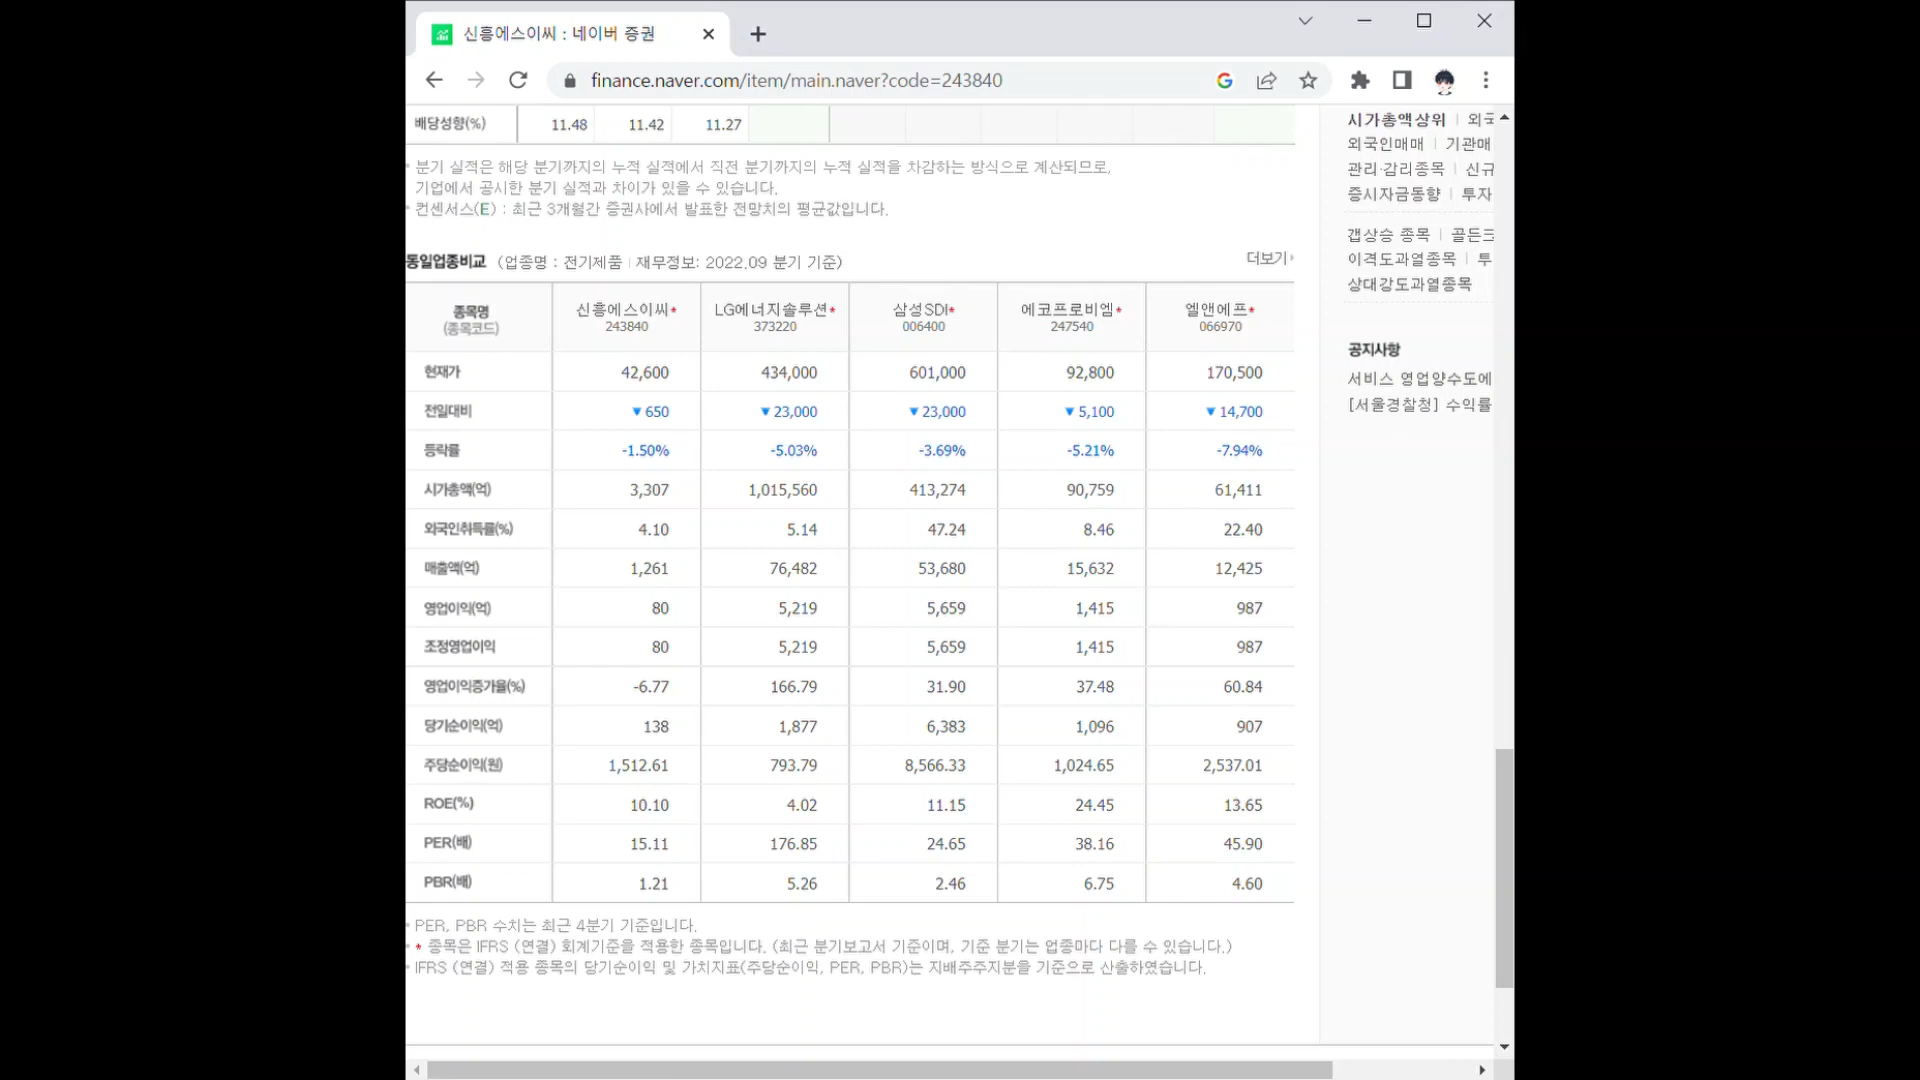 신흥에스이씨 : 네이버 증권
finance.naver.com/item/main.naver?code=243840
배당성향(%) 11.48 11.42 11.27
분기 실적은 해당 분기까지의 누적 실적에서 직전 분기까지의 누적 실적을 차감하는 방식으로 계산되므로,
기업에서 공시한 분기 실적과 차이가 있을 수 있습니다.
컨센서스(E) : 최근 3개월간 증권사에서 발표한 전망치의 평균값입니다.
동일업종비교 (업종명 : 전기제품 | 재무정보: 2022.09 분기 기준) 더보기
종목명 신흥에스이씨* LG에너지솔루션* 삼성SDI* 에코프로비엠* 엘앤에프*
(종목코드) 243840 373220 006400 247540 066970
현재가 42,600 434,000 601,000 92,800 170,500
전일대비 ▼650 ▼23,000 ▼23,000 ▼5,100 ▼14,700
등락률 -1.50% -5.03% -3.69% -5.21% -7.94%
시가총액(억) 3,307 1,015,560 413,274 90,759 61,411
외국인취득률(%) 4.10 5.14 47.24 8.46 22.40
매출액(억) 1,261 76,482 53,680 15,632 12,425
영업이익(억) 80 5,219 5,659 1,415 987
조정영업이익 80 5,219 5,659 1,415 987
영업이익증가율(%) -6.77 166.79 31.90 37.48 60.84
당기순이익(억) 138 1,877 6,383 1,096 907
주당순이익(원) 1,512.61 793.79 8,566.33 1,024.65 2,537.01
ROE(%) 10.10 4.02 11.15 24.45 13.65
PER(배) 15.11 176.85 24.65 38.16 45.90
PBR(배) 1.21 5.26 2.46 6.75 4.60
PER, PBR 수치는 최근 4분기 기준입니다.
* 종목은 IFRS (연결) 회계기준을 적용한 종목입니다. (최근 분기보고서 기준이며, 기준 분기는 업종마다 다를 수 있습니다.)
IFRS (연결) 적용 종목의 당기순이익 및 가치지표(주당순이익, PER, PBR)는 지배주주지분을 기준으로 산출하였습니다.
시가총액상위 | 외국
외국인매매 | 기관매
관리·감리종목 | 신규
증시자금동향 | 투자
갭상승 종목 | 골든크
이격도과열종목 | 투
상대강도과열종목
공지사항
서비스 영업양수도에
[서울경찰청] 수익률